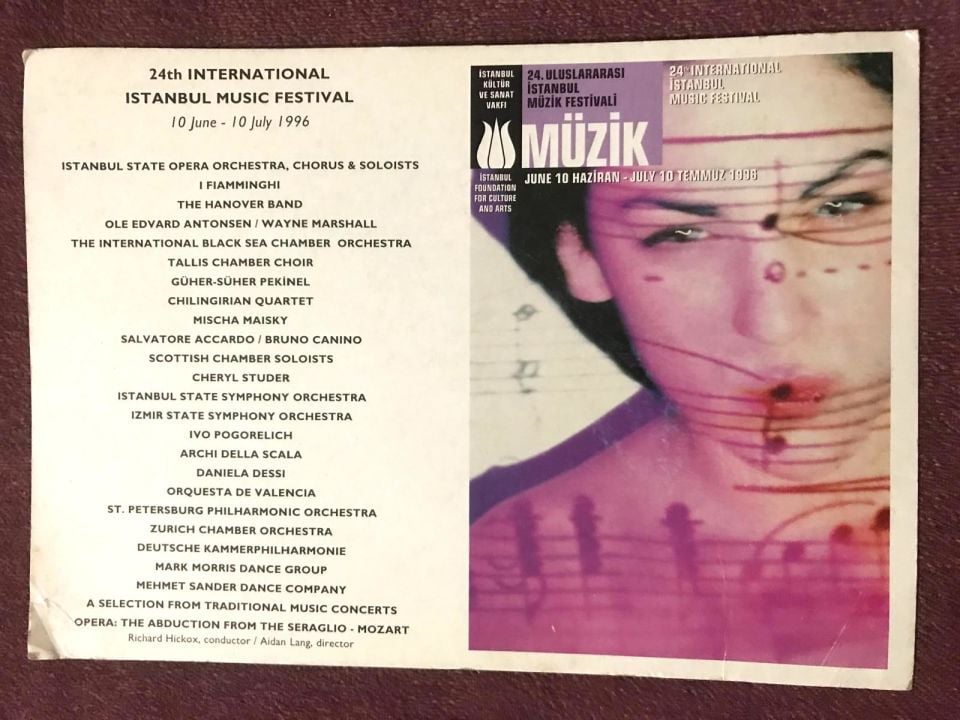 24th INTERNATIONAL
ISTANBUL MUSIC FESTIVAL
10 June - 10 July 1996
ISTANBUL STATE OPERA ORCHESTRA, CHORUS & SOLOISTS
I FIAMMINGHI
THE HANOVER BAND
OLE EDVARD ANTONSEN / WAYNE MARSHALL
THE INTERNATIONAL BLACK SEA CHAMBER ORCHESTRA
TALLIS CHAMBER CHOIR
GÜHER-SÜHER PEKİNEL
CHILINGIRIAN QUARTET
MISCHA MAISKY
SALVATORE ACCARDO / BRUNO CANINO
SCOTTISH CHAMBER SOLOISTS
CHERYL STUDER
ISTANBUL STATE SYMPHONY ORCHESTRA
IZMIR STATE SYMPHONY ORCHESTRA
IVO POGORELICH
ARCHI DELLA SCALA
DANIELA DESSI
ORQUESTA DE VALENCIA
ST. PETERSBURG PHILHARMONIC ORCHESTRA
ZURICH CHAMBER ORCHESTRA
DEUTSCHE KAMMERPHILHARMONIE
MARK MORRIS DANCE GROUP
MEHMET SANDER DANCE COMPANY
A SELECTION FROM TRADITIONAL MUSIC CONCERTS
OPERA: THE ABDUCTION FROM THE SERAGLIO - MOZART
Richard Hickox, conductor / Aidan Lang, director
İSTANBUL
KÜLTÜR
VE SANAT
VAKFI
İSTANBUL
FOUNDATION
FOR CULTURE
AND ARTS
24. ULUSLARARASI
İSTANBUL
MÜZİK FESTİVALİ
MÜZİK
24th INTERNATIONAL
İSTANBUL
MUSIC FESTIVAL
JUNE 10 HAZİRAN - JULY 10 TEMMUZ 1996